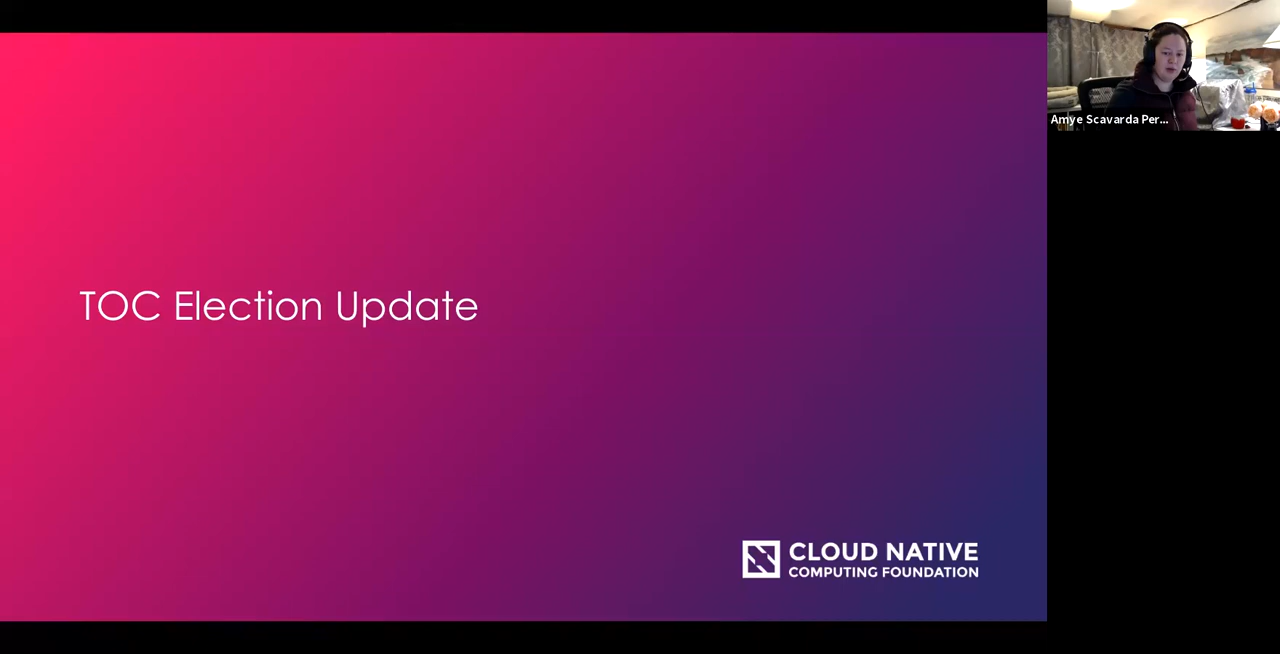 Amye Scavarda Per...
TOC Election Update
CLOUD NATIVE
COMPUTING FOUNDATION